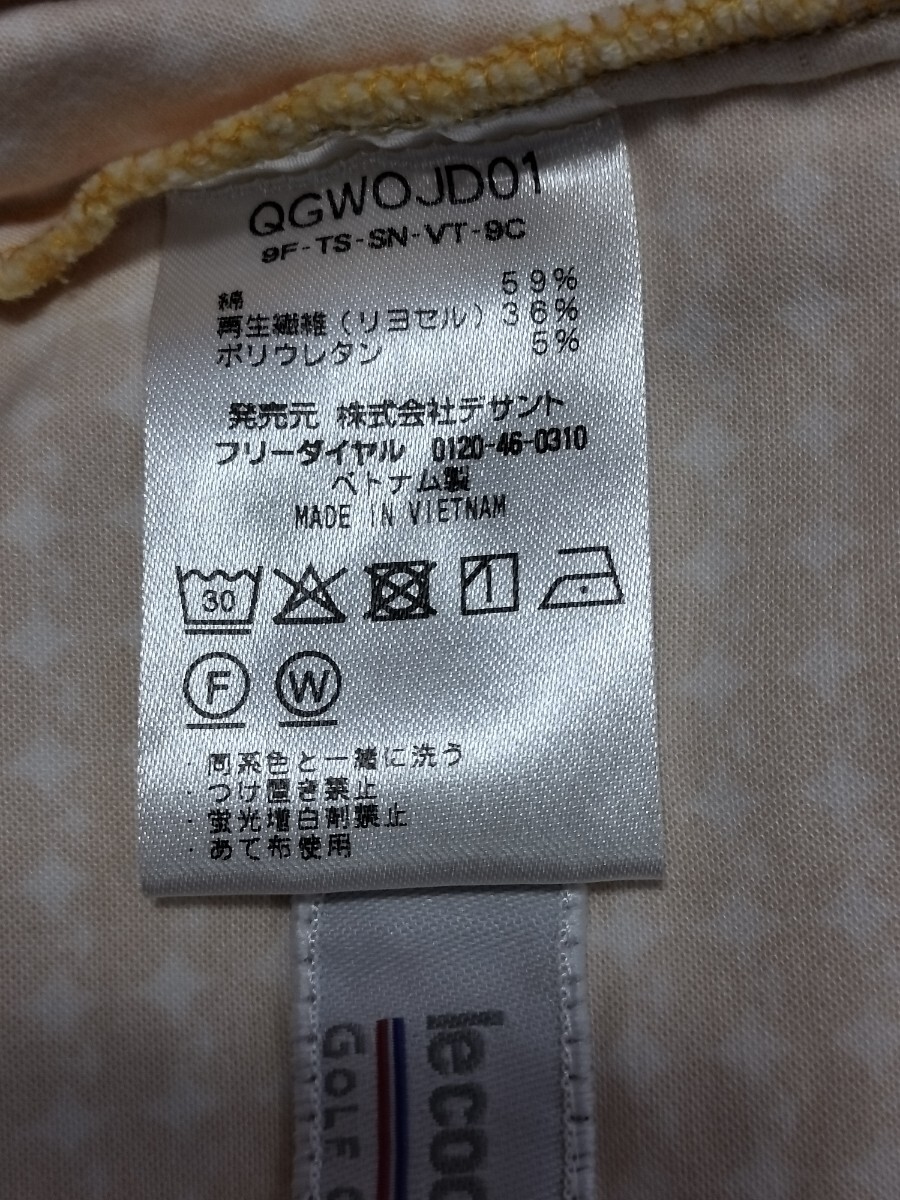 QGWOJD01
9F-TS-SN-VT-9C
綿 59%
再生繊維(リヨセル) 36%
ポリウレタン 5%
発売元 株式会社デサント
フリーダイヤル 0120-46-0310
ベトナム製
MADE IN VIETNAM
30
F W
・同系色と一緒に洗う
・つけ置き禁止
・蛍光増白剤禁止
・あて布使用
lecoq
GOLF